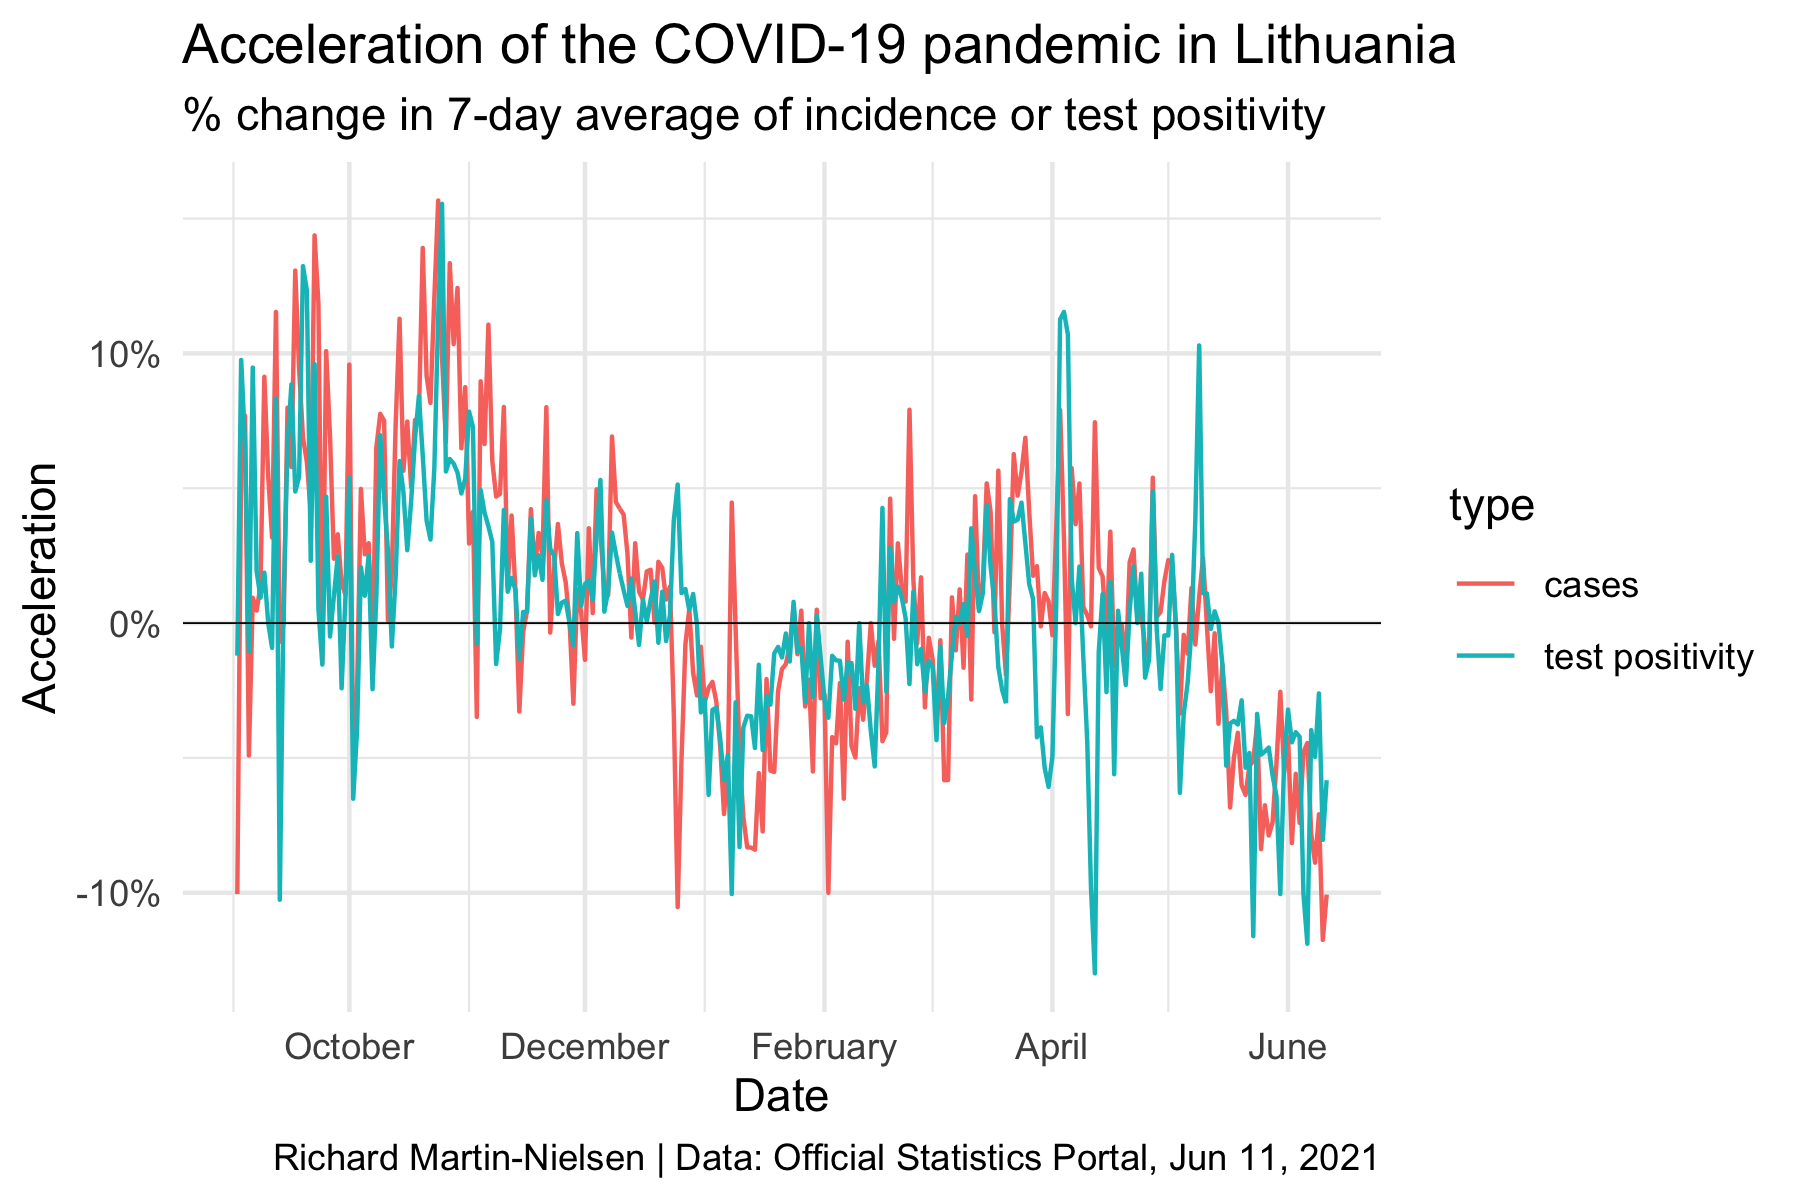 Acceleration of the COVID-19 pandemic in Lithuania
% change in 7-day average of incidence or test positivity
Acceleration
10%
0%
-10%
October
December
February
April
June
Date
type
cases
test positivity
Richard Martin-Nielsen | Data: Official Statistics Portal, Jun 11, 2021